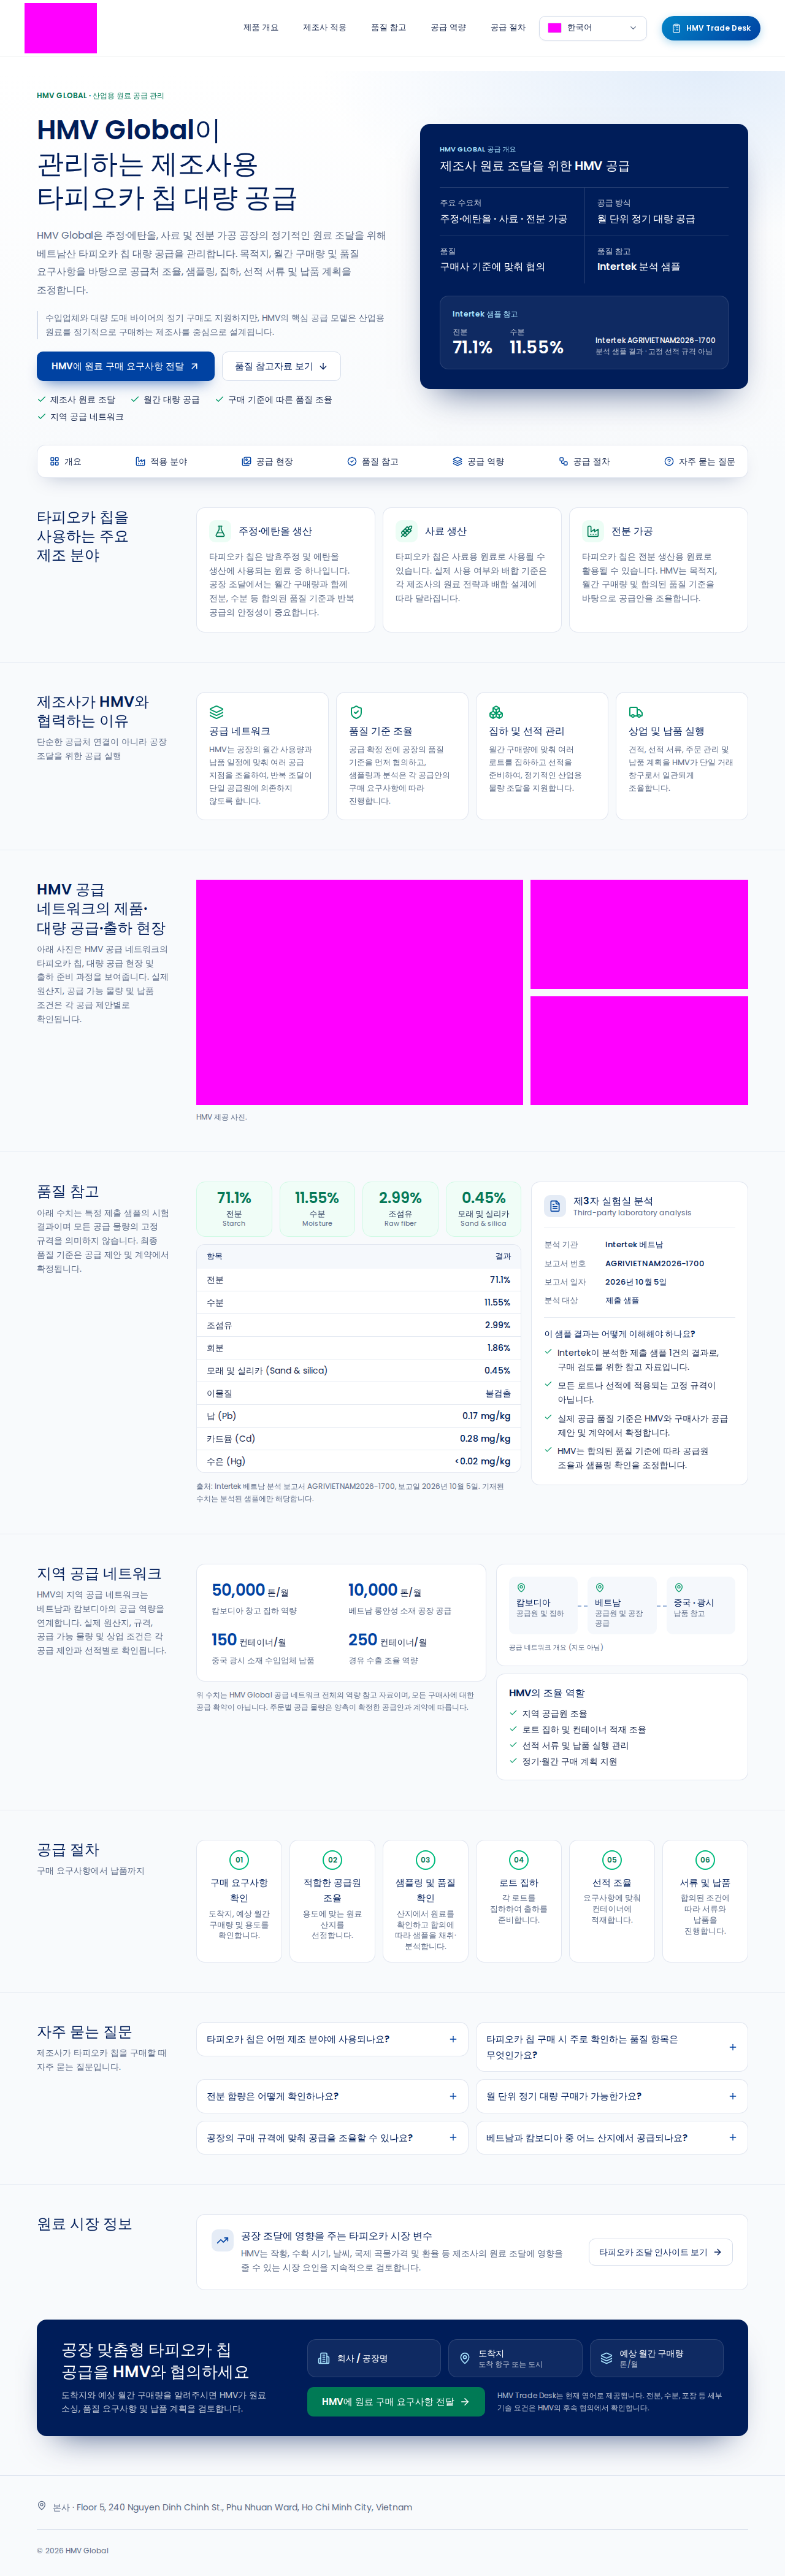 제품 개요
제조사 적용
품질 참고
공급 역량
공급 절차
한국어
HMV Trade Desk
HMV GLOBAL · 산업용 원료 공급 관리
HMV Global이
관리하는 제조사용
타피오카 칩 대량 공급
HMV Global은 주정·에탄올, 사료 및 전분 가공 공장의 정기적인 원료 조달을 위해
베트남산 타피오카 칩 대량 공급을 관리합니다. 목적지, 월간 구매량 및 품질
요구사항을 바탕으로 공급처 조율, 샘플링, 집하, 선적 서류 및 납품 계획을
조정합니다.
수입업체와 대량 도매 바이어의 정기 구매도 지원하지만, HMV의 핵심 공급 모델은 산업용
원료를 정기적으로 구매하는 제조사를 중심으로 설계됩니다.
HMV에 원료 구매 요구사항 전달
품질 참고자료 보기
제조사 원료 조달
월간 대량 공급
구매 기준에 따른 품질 조율
지역 공급 네트워크
HMV GLOBAL 공급 개요
제조사 원료 조달을 위한 HMV 공급
주요 수요처
주정·에탄올 · 사료 · 전분 가공
공급 방식
월 단위 정기 대량 공급
품질
구매사 기준에 맞춰 협의
품질 참고
Intertek 분석 샘플
Intertek 샘플 참고
전분
71.1%
수분
11.55%
Intertek AGRIVIETNAM2026-1700
분석 샘플 결과 · 고정 선적 규격 아님
개요
적용 분야
공급 현장
품질 참고
공급 역량
공급 절차
자주 묻는 질문
타피오카 칩을
사용하는 주요
제조 분야
주정·에탄올 생산
타피오카 칩은 발효주정 및 에탄올
생산에 사용되는 원료 중 하나입니다.
공장 조달에서는 월간 구매량과 함께
전분, 수분 등 합의된 품질 기준과 반복
공급의 안정성이 중요합니다.
사료 생산
타피오카 칩은 사료용 원료로 사용될 수
있습니다. 실제 사용 여부와 배합 기준은
각 제조사의 원료 전략과 배합 설계에
따라 달라집니다.
전분 가공
타피오카 칩은 전분 생산용 원료로
활용될 수 있습니다. HMV는 목적지,
월간 구매량 및 합의된 품질 기준을
바탕으로 공급안을 조율합니다.
제조사가 HMV와
협력하는 이유
단순한 공급처 연결이 아니라 공장
조달을 위한 공급 실행
공급 네트워크
HMV는 공장의 월간 사용량과
납품 일정에 맞춰 여러 공급
지점을 조율하여, 반복 조달이
단일 공급원에 의존하지
않도록 합니다.
품질 기준 조율
공급 확정 전에 공장의 품질
기준을 먼저 협의하고,
샘플링과 분석은 각 공급안의
구매 요구사항에 따라
진행합니다.
집하 및 선적 관리
월간 구매량에 맞춰 여러
로트를 집하하고 선적을
준비하여, 정기적인 산업용
물량 조달을 지원합니다.
상업 및 납품 실행
견적, 선적 서류, 주문 관리 및
납품 계획을 HMV가 단일 거래
창구로서 일관되게
조율합니다.
HMV 공급
네트워크의 제품·
대량 공급·출하 현장
아래 사진은 HMV 공급 네트워크의
타피오카 칩, 대량 공급 현장 및
출하 준비 과정을 보여줍니다. 실제
원산지, 공급 가능 물량 및 납품
조건은 각 공급 제안별로
확인됩니다.
HMV 제공 사진.
품질 참고
아래 수치는 특정 제출 샘플의 시험
결과이며 모든 공급 물량의 고정
규격을 의미하지 않습니다. 최종
품질 기준은 공급 제안 및 계약에서
확정됩니다.
71.1%
전분
Starch
11.55%
수분
Moisture
2.99%
조섬유
Raw fiber
0.45%
모래 및 실리카
Sand & silica
항목
결과
전분
71.1%
수분
11.55%
조섬유
2.99%
회분
1.86%
모래 및 실리카 (Sand & silica)
0.45%
이물질
불검출
납 (Pb)
0.17 mg/kg
카드뮴 (Cd)
0.28 mg/kg
수은 (Hg)
<0.02 mg/kg
출처: Intertek 베트남 분석 보고서 AGRIVIETNAM2026-1700, 보고일 2026년 10월 5일. 기재된
수치는 분석된 샘플에만 해당합니다.
제3자 실험실 분석
Third-party laboratory analysis
분석 기관
Intertek 베트남
보고서 번호
AGRIVIETNAM2026-1700
보고서 일자
2026년 10월 5일
분석 대상
제출 샘플
이 샘플 결과는 어떻게 이해해야 하나요?
Intertek이 분석한 제출 샘플 1건의 결과로,
구매 검토를 위한 참고 자료입니다.
모든 로트나 선적에 적용되는 고정 규격이
아닙니다.
실제 공급 품질 기준은 HMV와 구매사가 공급
제안 및 계약에서 확정합니다.
HMV는 합의된 품질 기준에 따라 공급원
조율과 샘플링 확인을 조정합니다.
지역 공급 네트워크
HMV의 지역 공급 네트워크는
베트남과 캄보디아의 공급 역량을
연계합니다. 실제 원산지, 규격,
공급 가능 물량 및 상업 조건은 각
공급 제안과 선적별로 확인됩니다.
50,000 톤/월
캄보디아 창고 집하 역량
10,000 톤/월
베트남 롱안성 소재 공장 공급
150 컨테이너/월
중국 광시 소재 수입업체 납품
250 컨테이너/월
경유 수출 조율 역량
위 수치는 HMV Global 공급 네트워크 전체의 역량 참고 자료이며, 모든 구매사에 대한
공급 확약이 아닙니다. 주문별 공급 물량은 양측이 확정한 공급안과 계약에 따릅니다.
캄보디아
공급원 및 집하
베트남
공급원 및 공장
공급
중국 · 광시
납품 참고
공급 네트워크 개요 (지도 아님)
HMV의 조율 역할
지역 공급원 조율
로트 집하 및 컨테이너 적재 조율
선적 서류 및 납품 실행 관리
정기·월간 구매 계획 지원
공급 절차
구매 요구사항에서 납품까지
01
구매 요구사항
확인
도착지, 예상 월간
구매량 및 용도를
확인합니다.
02
적합한 공급원
조율
용도에 맞는 원료
산지를
선정합니다.
03
샘플링 및 품질
확인
산지에서 원료를
확인하고 합의에
따라 샘플을 채취·
분석합니다.
04
로트 집하
각 로트를
집하하여 출하를
준비합니다.
05
선적 조율
요구사항에 맞춰
컨테이너에
적재합니다.
06
서류 및 납품
합의된 조건에
따라 서류와
납품을
진행합니다.
자주 묻는 질문
제조사가 타피오카 칩을 구매할 때
자주 묻는 질문입니다.
타피오카 칩은 어떤 제조 분야에 사용되나요?
타피오카 칩 구매 시 주로 확인하는 품질 항목은
무엇인가요?
전분 함량은 어떻게 확인하나요?
월 단위 정기 대량 구매가 가능한가요?
공장의 구매 규격에 맞춰 공급을 조율할 수 있나요?
베트남과 캄보디아 중 어느 산지에서 공급되나요?
원료 시장 정보
공장 조달에 영향을 주는 타피오카 시장 변수
HMV는 작황, 수확 시기, 날씨, 국제 곡물가격 및 환율 등 제조사의 원료 조달에 영향을
줄 수 있는 시장 요인을 지속적으로 검토합니다.
타피오카 조달 인사이트 보기
공장 맞춤형 타피오카 칩
공급을 HMV와 협의하세요
도착지와 예상 월간 구매량을 알려주시면 HMV가 원료
소싱, 품질 요구사항 및 납품 계획을 검토합니다.
회사 / 공장명
도착지
도착 항구 또는 도시
예상 월간 구매량
톤/월
HMV에 원료 구매 요구사항 전달
HMV Trade Desk는 현재 영어로 제공됩니다. 전분, 수분, 포장 등 세부
기술 요건은 HMV의 후속 협의에서 확인합니다.
본사 · Floor 5, 240 Nguyen Dinh Chinh St., Phu Nhuan Ward, Ho Chi Minh City, Vietnam
© 2026 HMV Global